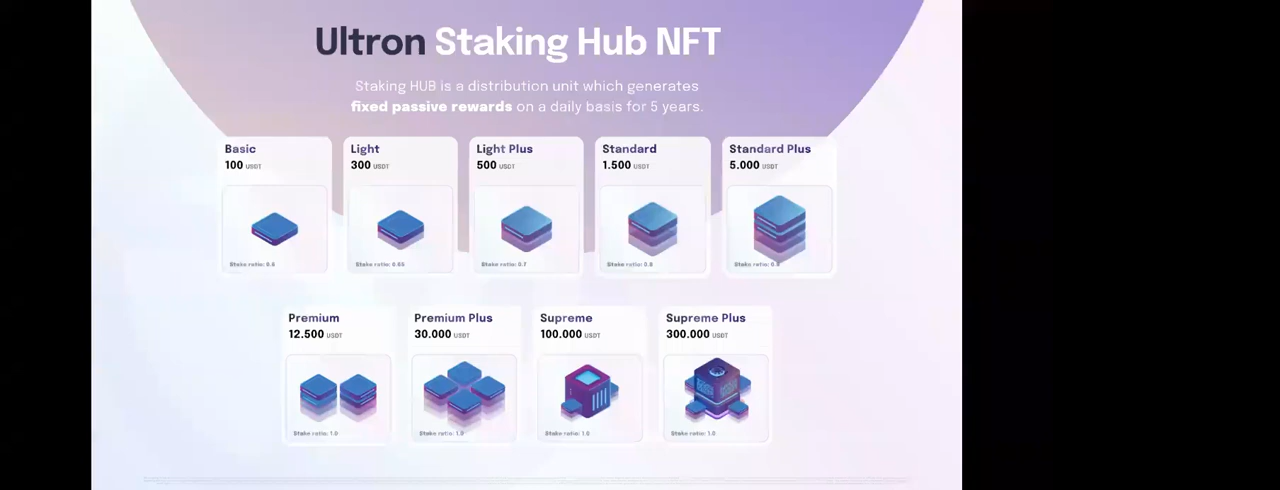 Ultron Staking Hub NFT
Staking HUB is a distribution unit which generates
fixed passive rewards on a daily basis for 5 years.
Basic
100 USDT
Stake ratio: 0.6
Light
300 USDT
Stake ratio: 0.65
Light Plus
500 USDT
Stake ratio: 0.7
Standard
1.500 USDT
Stake ratio: 0.8
Standard Plus
5.000 USDT
Stake ratio:
Premium
12.500 USDT
Stake ratio: 1.0
Premium Plus
30.000 USDT
Stake ratio: 1.0
Supreme
100.000 USDT
Stake ratio: 1.0
Supreme Plus
300.000 USDT
Stake ratio: 1.0